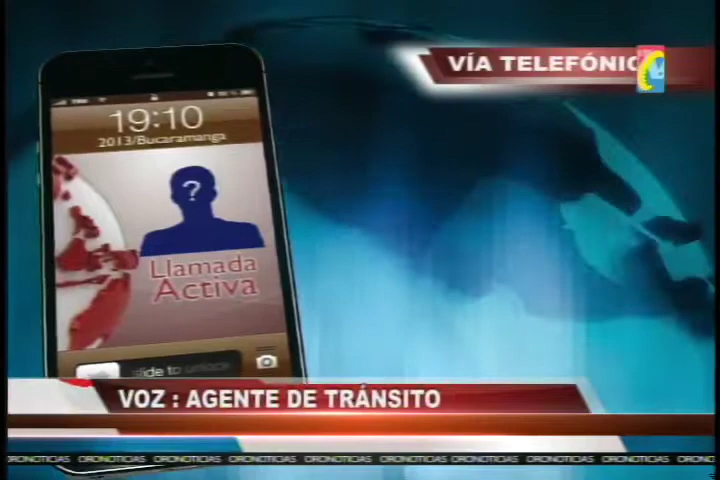 VÍA TELEFÓNIC
19:10
2013/Bucaramanga
?
Llamada
Activa
slide to unlock
VOZ : AGENTE DE TRÁNSITO
ORONOTICIAS ORONOTICIAS ORONOTICIAS ORONOTICIAS ORONOTICIAS ORONOTICIAS ORONOTICIAS ORONOTICIAS ORONOTICIAS